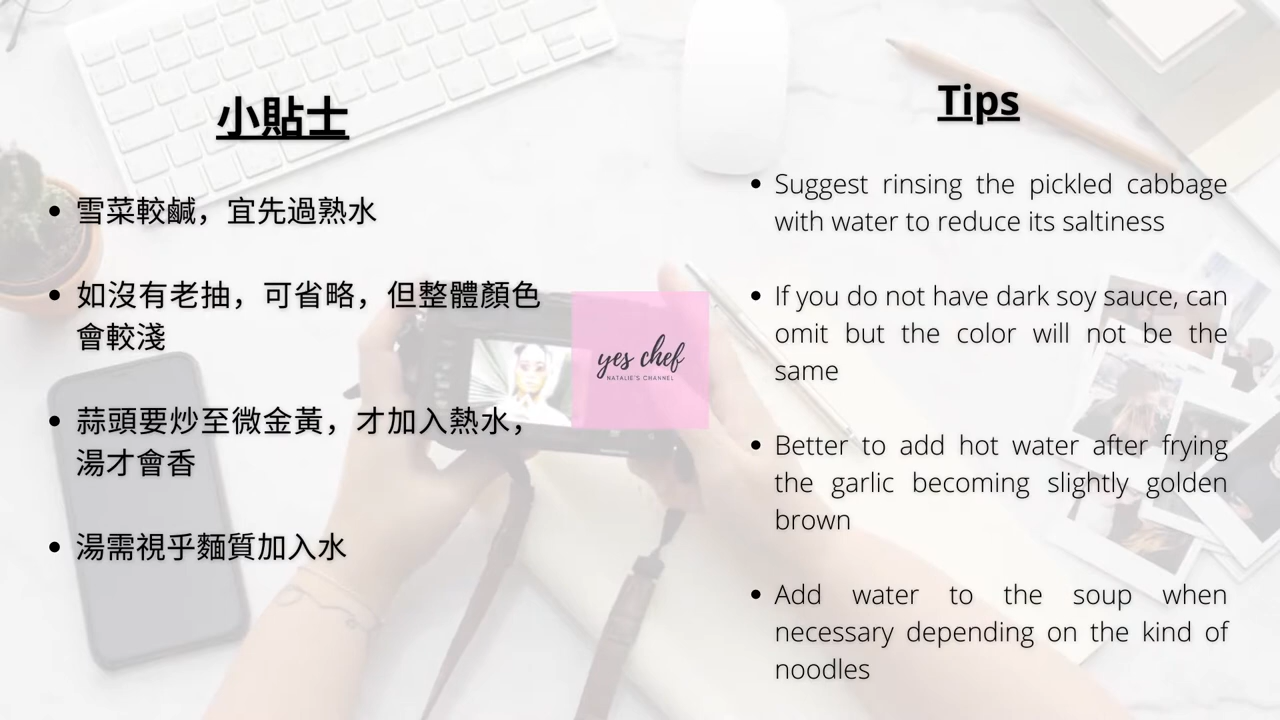 小貼士
• 雪菜較鹹，宜先過熟水
• 如沒有老抽，可省略，但整體顏色
會較淺
• 蒜頭要炒至微金黃，才加入熱水，
湯才會香
• 湯需視乎麵質加入水
yes chef
NATALIE'S CHANNEL
Tips
• Suggest rinsing the pickled cabbage
with water to reduce its saltiness
• If you do not have dark soy sauce, can
omit but the color will not be the
same
• Better to add hot water after frying
the garlic becoming slightly golden
brown
• Add water to the soup when
necessary depending on the kind of
noodles